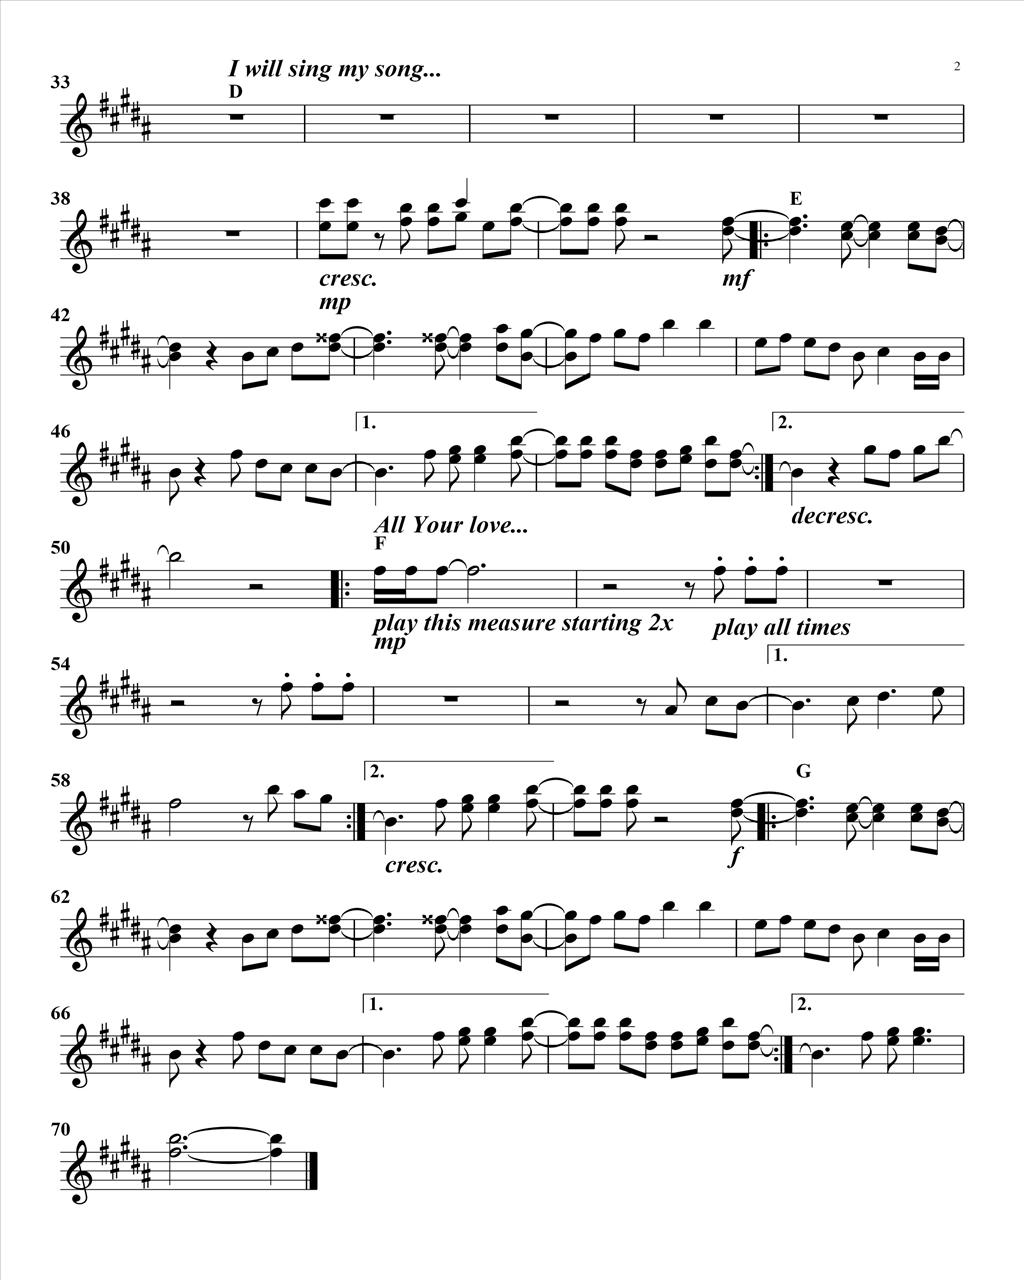 I will sing my song...
2
33
D
38
E
cresc.
mf
mp
42
46
1.
2.
decresc.
All Your love...
50
F
play this measure starting 2x
play all times
mp
54
1.
58
2.
G
cresc.
f
62
66
1.
2.
70